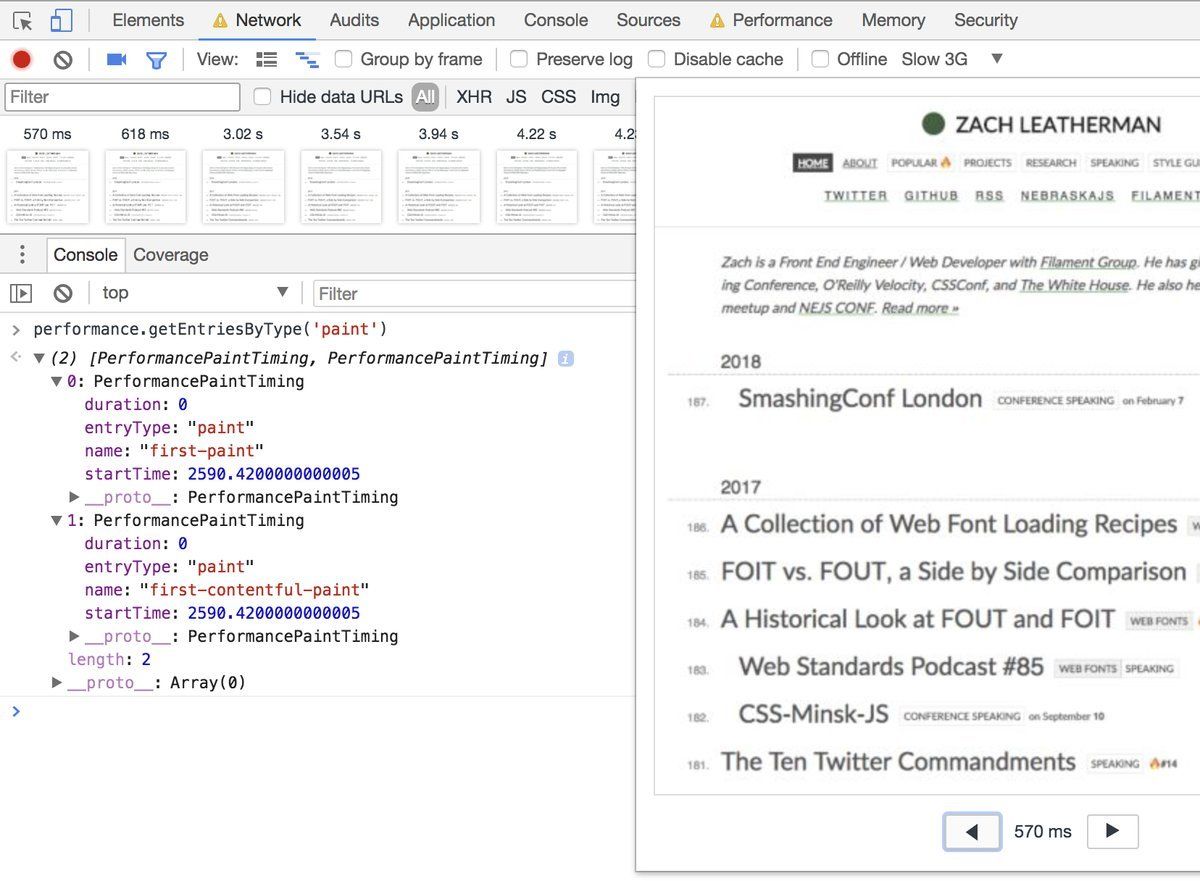 Elements Network Audits Application Console Sources Performance Memory Security
View: Group by frame Preserve log Disable cache Offline Slow 3G
Filter Hide data URLs All XHR JS CSS Img
570 ms 618 ms 3.02 s 3.54 s 3.94 s 4.22 s 4.2
Console Coverage
top Filter
> performance.getEntriesByType('paint')
(2) [PerformancePaintTiming, PerformancePaintTiming] i
0: PerformancePaintTiming
duration: 0
entryType: "paint"
name: "first-paint"
startTime: 2590.4200000000005
__proto__: PerformancePaintTiming
1: PerformancePaintTiming
duration: 0
entryType: "paint"
name: "first-contentful-paint"
startTime: 2590.4200000000005
__proto__: PerformancePaintTiming
length: 2
__proto__: Array(0)
>
ZACH LEATHERMAN
HOME ABOUT POPULAR🔥 PROJECTS RESEARCH SPEAKING STYLE GU
TWITTER GITHUB RSS NEBRASKAJS FILAMENT
Zach is a Front End Engineer / Web Developer with Filament Group. He has gi
ing Conference, O'Reilly Velocity, CSSConf, and The White House. He also he
meetup and NEJS CONF. Read more »
2018
187. SmashingConf London CONFERENCE SPEAKING on February 7
2017
186. A Collection of Web Font Loading Recipes W
185. FOIT vs. FOUT, a Side by Side Comparison
184. A Historical Look at FOUT and FOIT WEB FONTS
183. Web Standards Podcast #85 WEB FONTS SPEAKING
182. CSS-Minsk-JS CONFERENCE SPEAKING on September 10
181. The Ten Twitter Commandments SPEAKING 🔥#14
570 ms